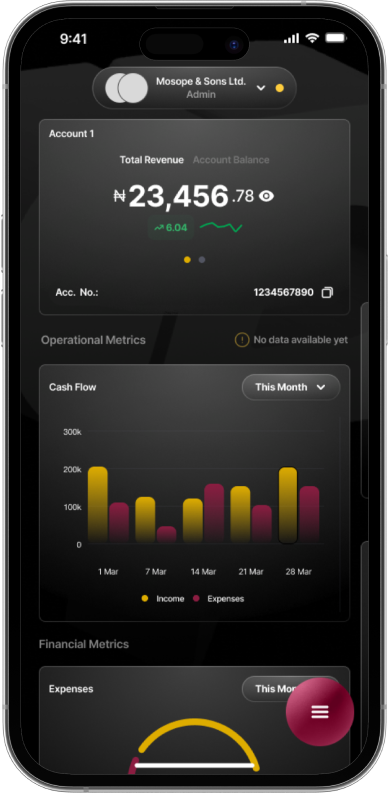 9:41
Mosope & Sons Ltd.
Admin
Account 1
Total Revenue Account Balance
₦23,456.78
6.04
Acc. No.: 1234567890
Operational Metrics ! No data available yet
Cash Flow This Month
300k
200k
100k
0
1 Mar 7 Mar 14 Mar 21 Mar 28 Mar
Income Expenses
Financial Metrics
Expenses This